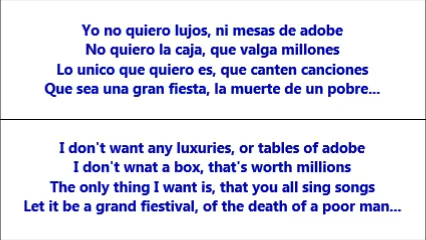 Yo no quiero lujos, ni mesas de adobe
No quiero la caja, que valga millones
Lo unico que quiero es, que canten canciones
Que sea una gran fiesta, la muerte de un pobre...
I don't want any luxuries, or tables of adobe
I don't wnat a box, that's worth millions
The only thing I want is, that you all sing songs
Let it be a grand fiestival, of the death of a poor man...